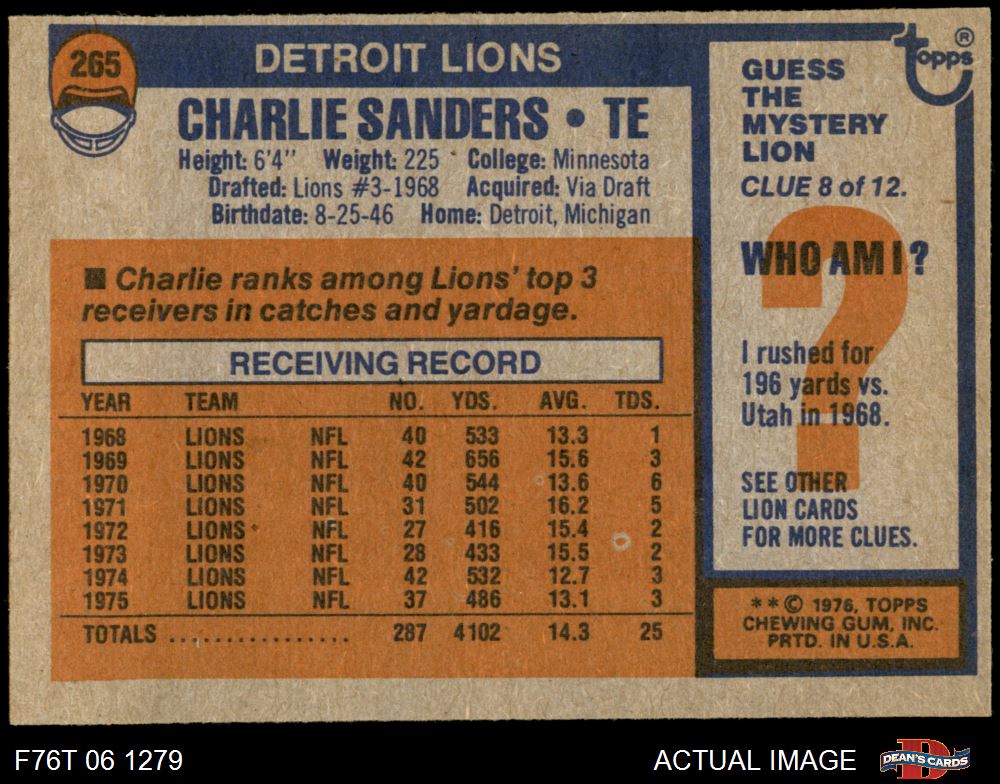 265
DETROIT LIONS
CHARLIE SANDERS • TE
Height: 6'4" Weight: 225 College: Minnesota
Drafted: Lions #3-1968 Acquired: Via Draft
Birthdate: 8-25-46 Home: Detroit, Michigan
■ Charlie ranks among Lions' top 3
receivers in catches and yardage.
RECEIVING RECORD
YEAR TEAM NO. YDS. AVG. TDS.
1968 LIONS NFL 40 533 13.3 1
1969 LIONS NFL 42 656 15.6 3
1970 LIONS NFL 40 544 13.6 6
1971 LIONS NFL 31 502 16.2 5
1972 LIONS NFL 27 416 15.4 2
1973 LIONS NFL 28 433 15.5 2
1974 LIONS NFL 42 532 12.7 3
1975 LIONS NFL 37 486 13.1 3
TOTALS ................ 287 4102 14.3 25
topps ®
GUESS
THE
MYSTERY
LION
CLUE 8 of 12.
WHO AM I ?
?
I rushed for
196 yards vs.
Utah in 1968.
SEE OTHER
LION CARDS
FOR MORE CLUES.
* * © 1976, TOPPS
CHEWING GUM, INC.
PRTD. IN U.S.A.
F76T 06 1279
ACTUAL IMAGE
D
DEAN'S CARDS